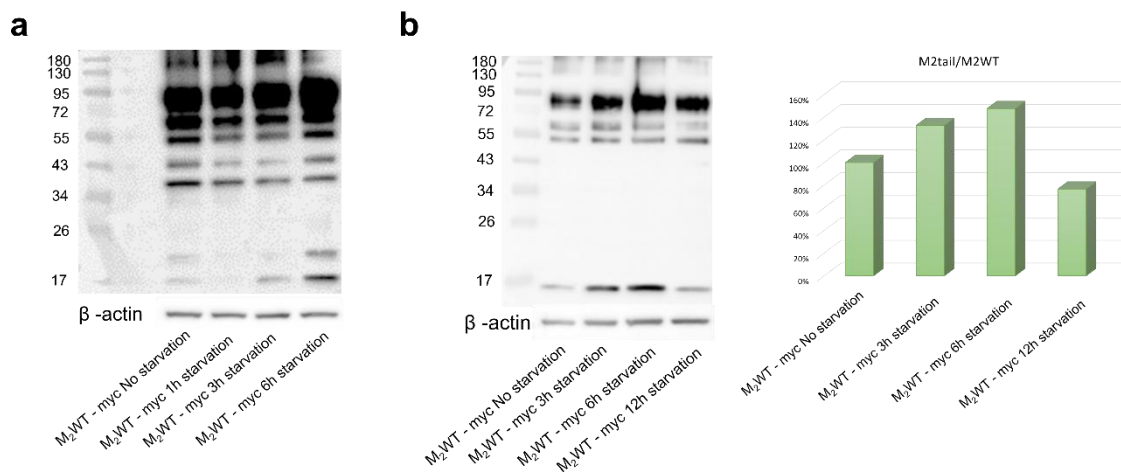 a
180
130
95
72
55
43
34
26
17
β -actin
M₂WT - myc No starvation
M₂WT - myc 1h starvation
M₂WT - myc 3h starvation
M₂WT - myc 6h starvation
b
180
130
95
72
55
43
34
26
17
β -actin
M₂WT - myc No starvation
M₂WT - myc 3h starvation
M₂WT - myc 6h starvation
M₂WT - myc 12h starvation
M2tail/M2WT
160%
140%
120%
100%
80%
60%
40%
20%
0%
M₂WT - myc No starvation
M₂WT - myc 3h starvation
M₂WT - myc 6h starvation
M₂WT - myc 12h starvation